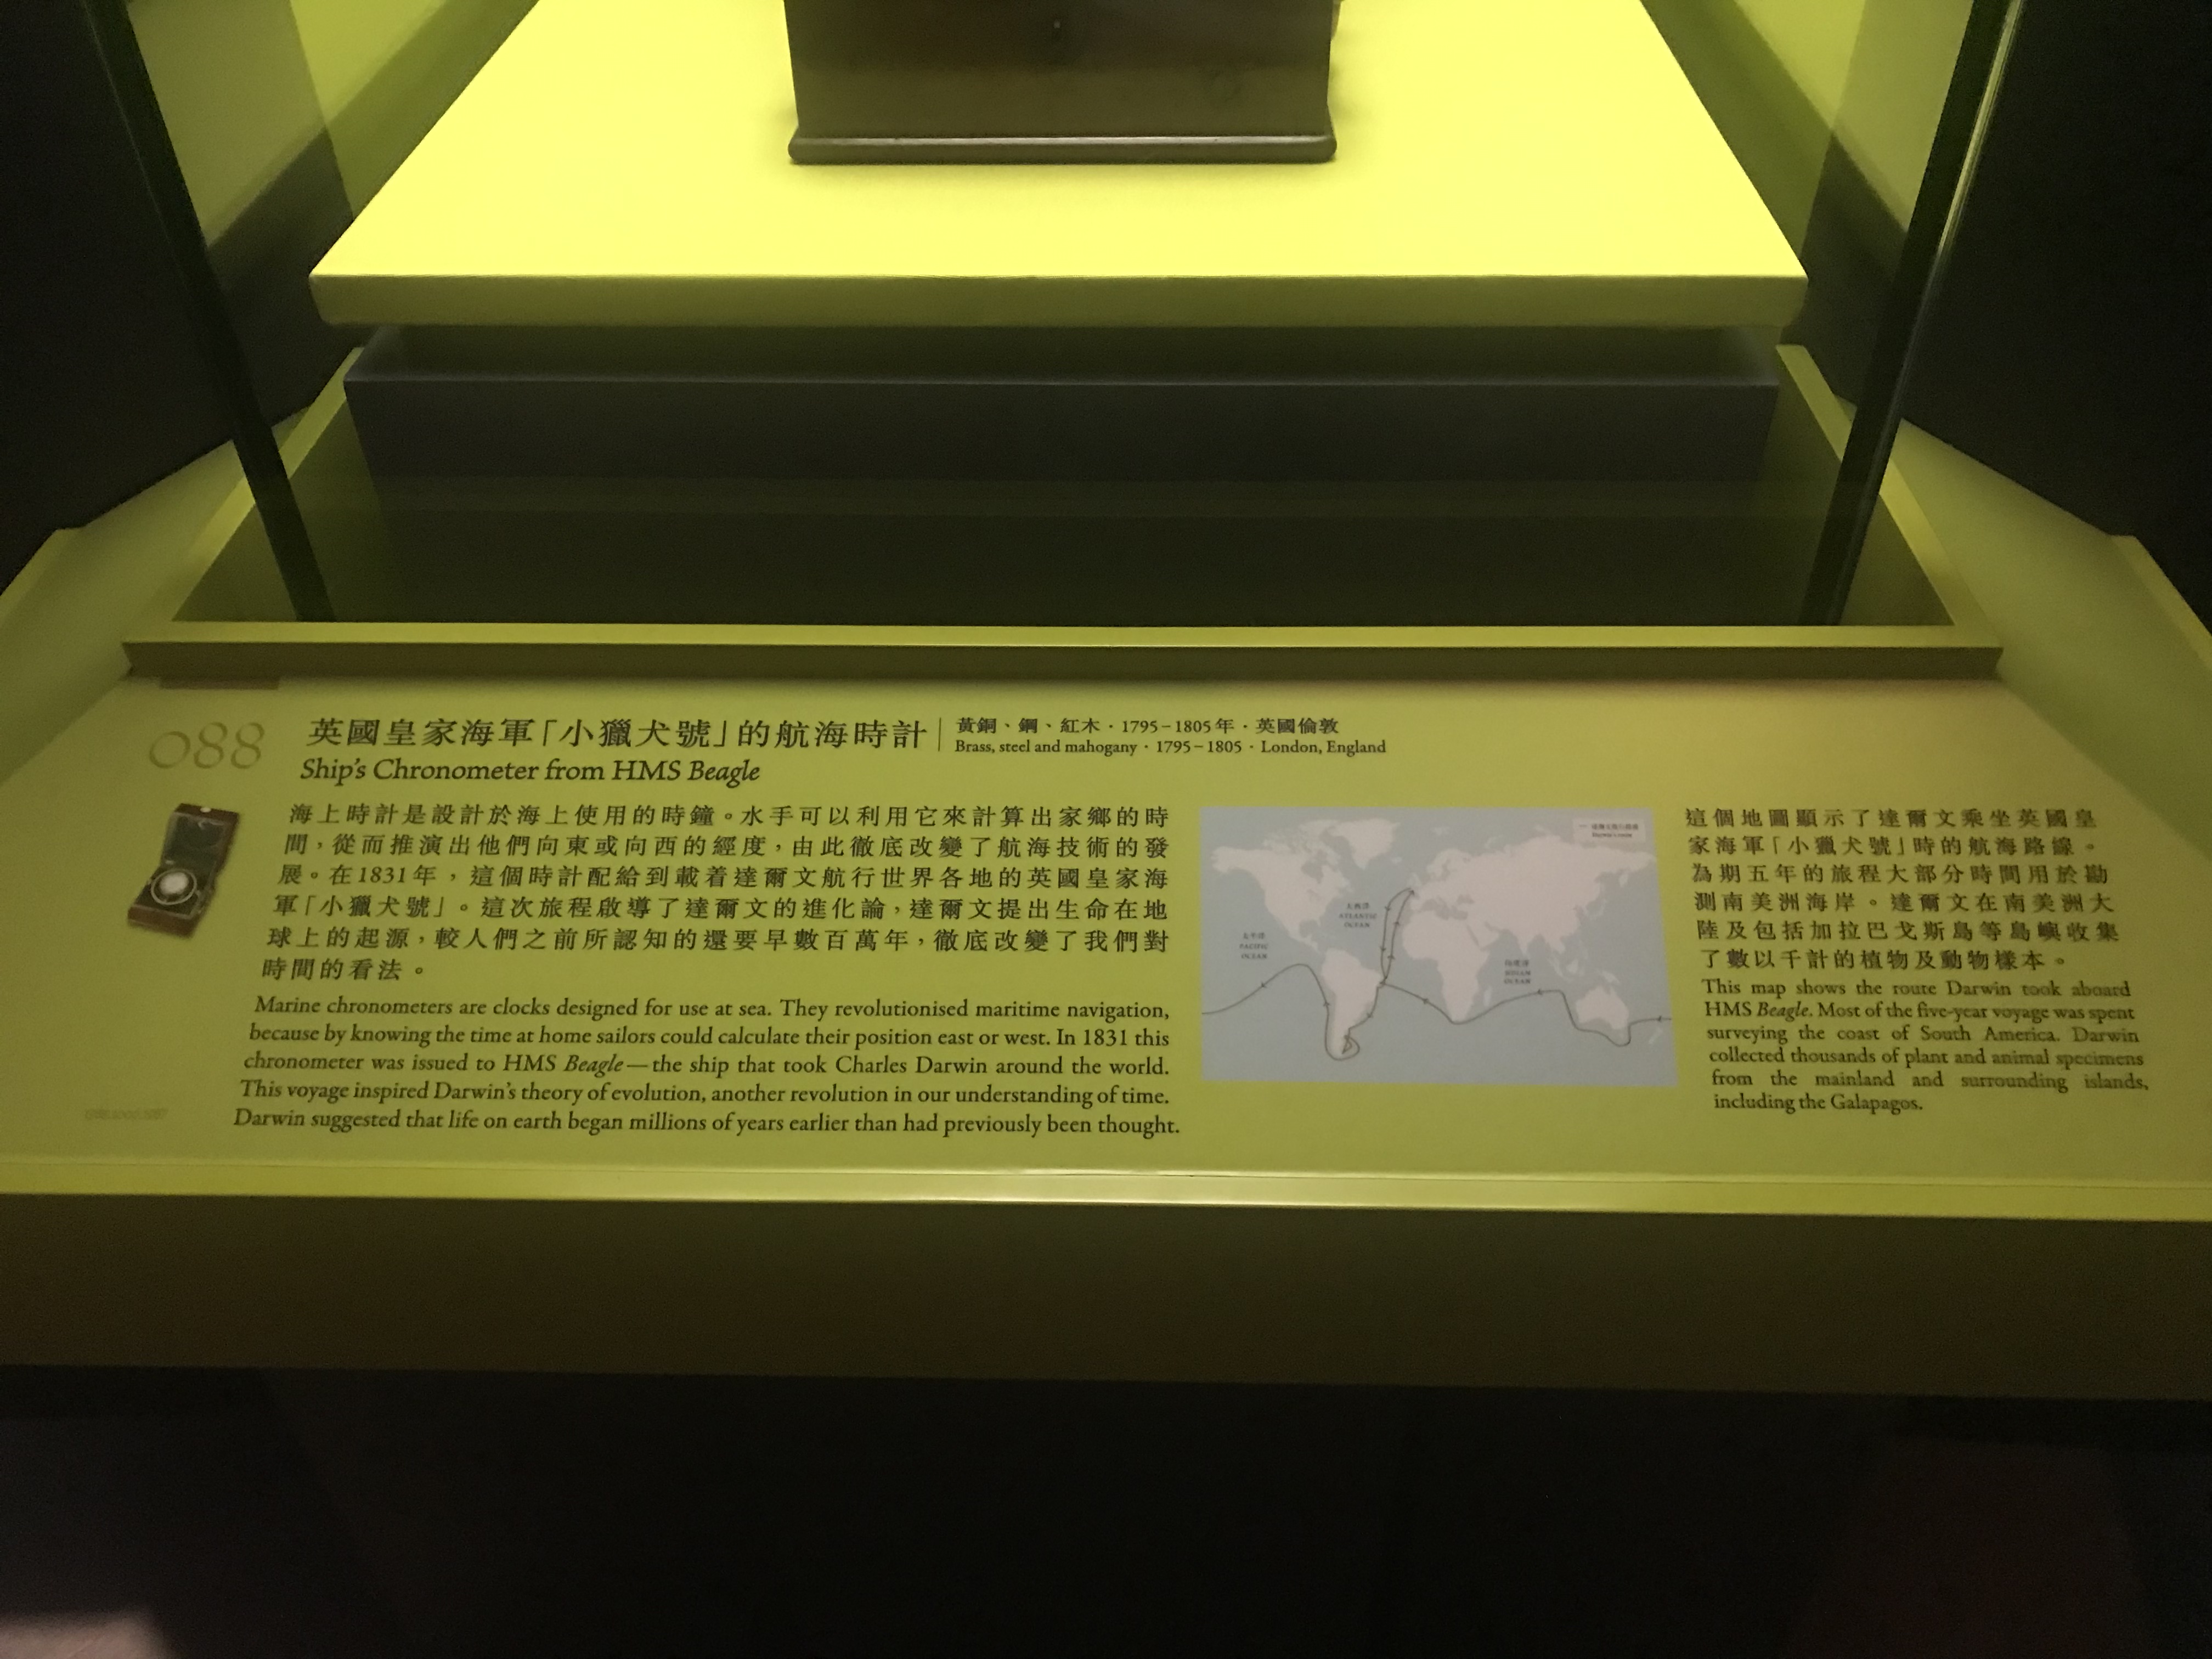 088
英國皇家海軍「小獵犬號」的航海時計
Ship's Chronometer from HMS Beagle
黃銅、鋼、紅木 · 1795–1805年 · 英國倫敦
Brass, steel and mahogany · 1795–1805 · London, England
海上時計是設計於海上使用的時鐘。水手可以利用它來計算出家鄉的時
間，從而推演出他們向東或向西的經度，由此徹底改變了航海技術的發
展。在1831年，這個時計配給到載着達爾文航行世界各地的英國皇家海
軍「小獵犬號」。這次旅程啟導了達爾文的進化論，達爾文提出生命在地
球上的起源，較人們之前所認知的還要早數百萬年，徹底改變了我們對
時間的看法。
Marine chronometers are clocks designed for use at sea. They revolutionised maritime navigation,
because by knowing the time at home sailors could calculate their position east or west. In 1831 this
chronometer was issued to HMS Beagle—the ship that took Charles Darwin around the world.
This voyage inspired Darwin's theory of evolution, another revolution in our understanding of time.
Darwin suggested that life on earth began millions of years earlier than had previously been thought.
太平洋
PACIFIC
OCEAN
大西洋
ATLANTIC
OCEAN
印度洋
INDIAN
OCEAN
這個地圖顯示了達爾文乘坐英國皇
家海軍「小獵犬號」時的航海路線。
為期五年的旅程大部分時間用於勘
測南美洲海岸。達爾文在南美洲大
陸及包括加拉巴戈斯島等島嶼收集
了數以千計的植物及動物樣本。
This map shows the route Darwin took aboard
HMS Beagle. Most of the five-year voyage was spent
surveying the coast of South America. Darwin
collected thousands of plant and animal specimens
from the mainland and surrounding islands,
including the Galapagos.